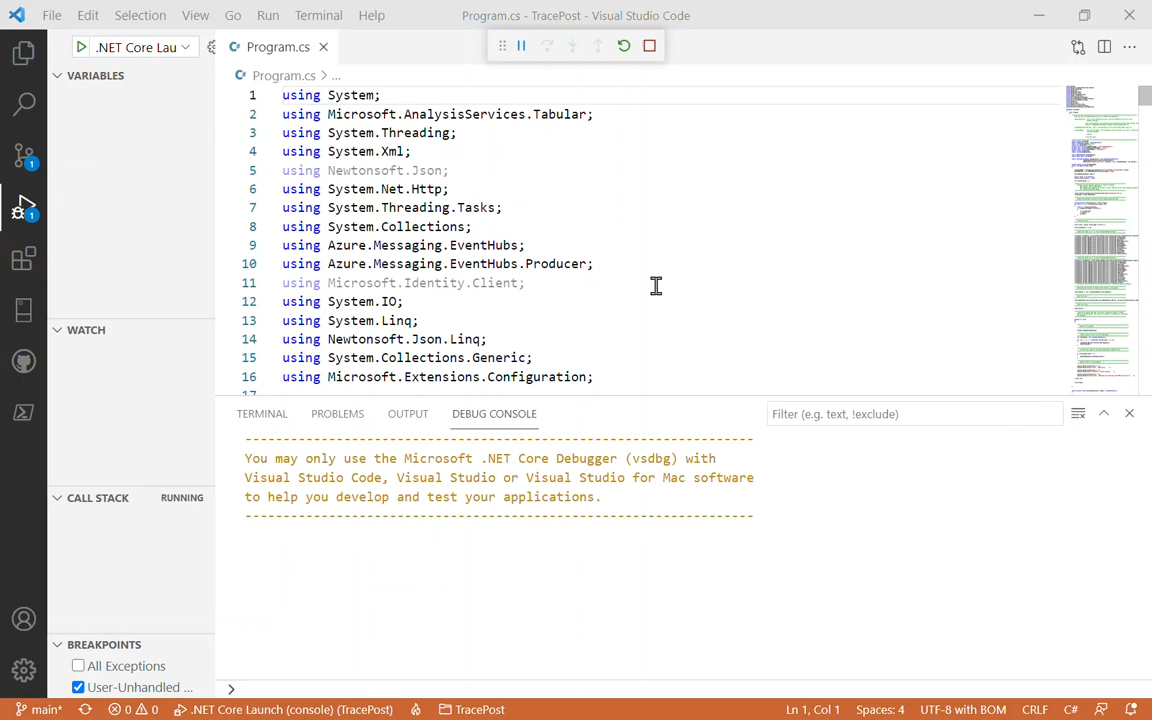 File Edit Selection View Go Run Terminal Help
Program.cs - TracePost - Visual Studio Code
.NET Core Lau
Program.cs
VARIABLES
Program.cs > ...
1 using System;
2 using Microsoft.AnalysisServices.Tabular;
3 using System.Threading;
4 using System.Xml;
5 using Newtonsoft.Json;
6 using System.Net.Http;
7 using System.Threading.Tasks;
8 using System.Collections;
9 using Azure.Messaging.EventHubs;
10 using Azure.Messaging.EventHubs.Producer;
11 using Microsoft.Identity.Client;
12 using System.IO;
13 using System.Linq;
14 using Newtonsoft.Json.Linq;
15 using System.Collections.Generic;
16 using Microsoft.Extensions.Configuration;
17
1
1
WATCH
CALL STACK RUNNING
BREAKPOINTS
All Exceptions
User-Unhandled ...
TERMINAL PROBLEMS OUTPUT DEBUG CONSOLE
Filter (e.g. text, !exclude)
-------------------------------------------------------------------
You may only use the Microsoft .NET Core Debugger (vsdbg) with
Visual Studio Code, Visual Studio or Visual Studio for Mac software
to help you develop and test your applications.
-------------------------------------------------------------------
>
main* 0 0 .NET Core Launch (console) (TracePost) TracePost
Ln 1, Col 1 Spaces: 4 UTF-8 with BOM CRLF C#